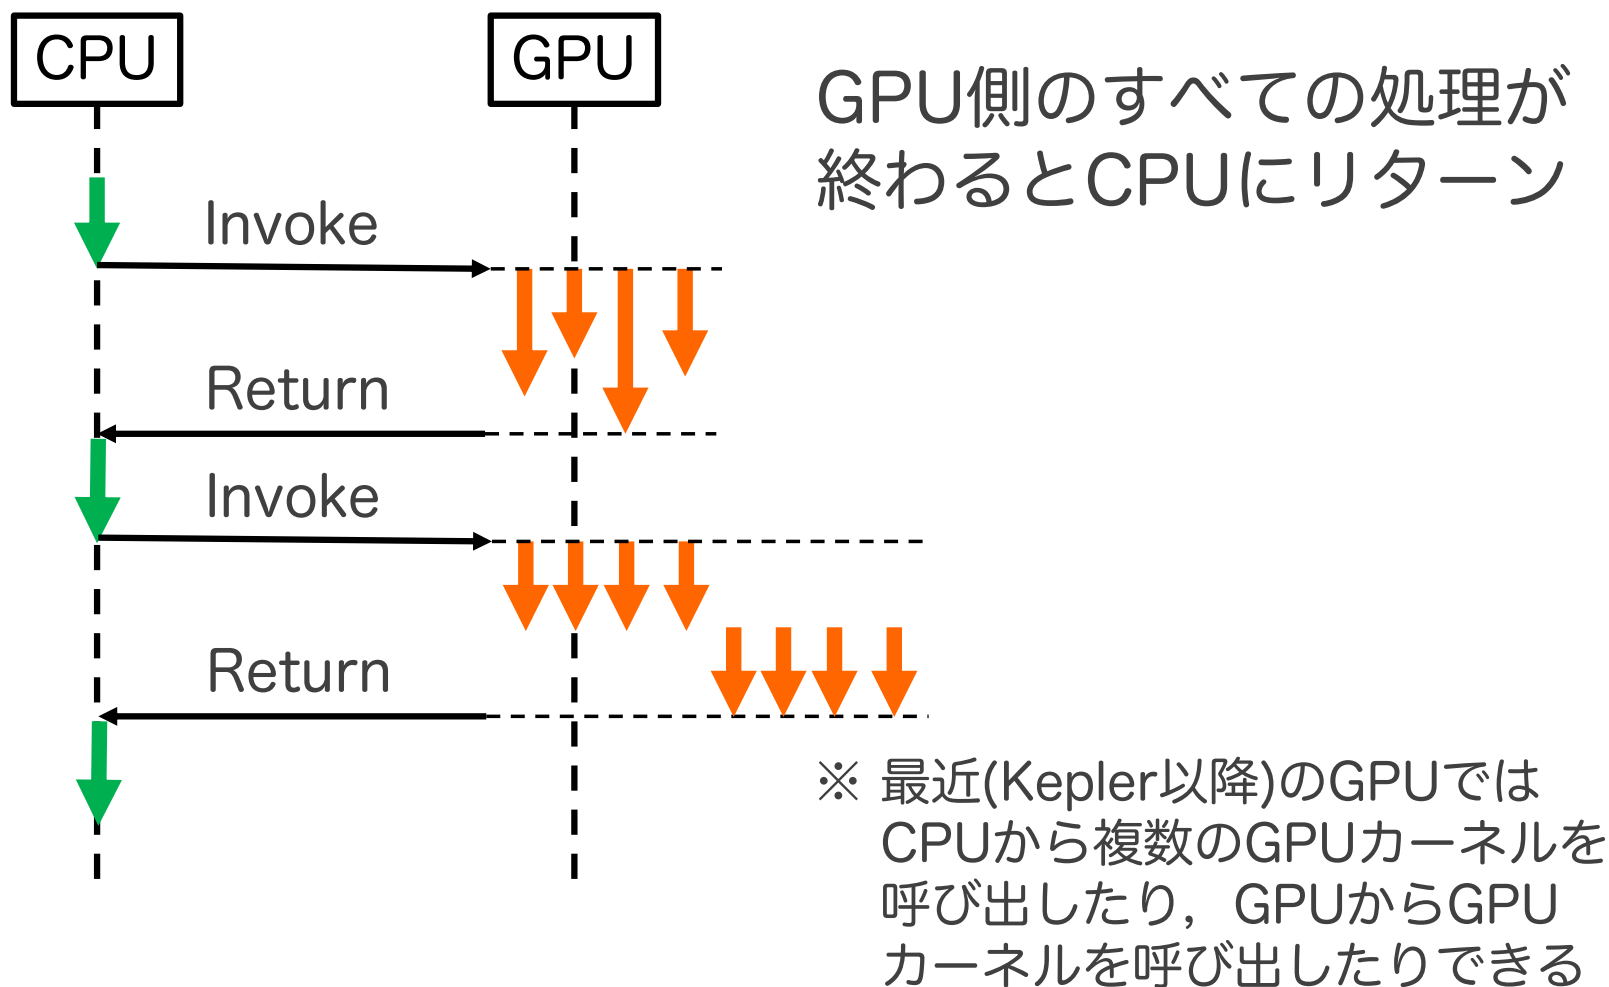 CPU
GPU
GPU側のすべての処理が
終わるとCPUにリターン
Invoke
Return
Invoke
Return
※ 最近(Kepler以降)のGPUでは
CPUから複数のGPUカーネルを
呼び出したり，GPUからGPU
カーネルを呼び出したりできる